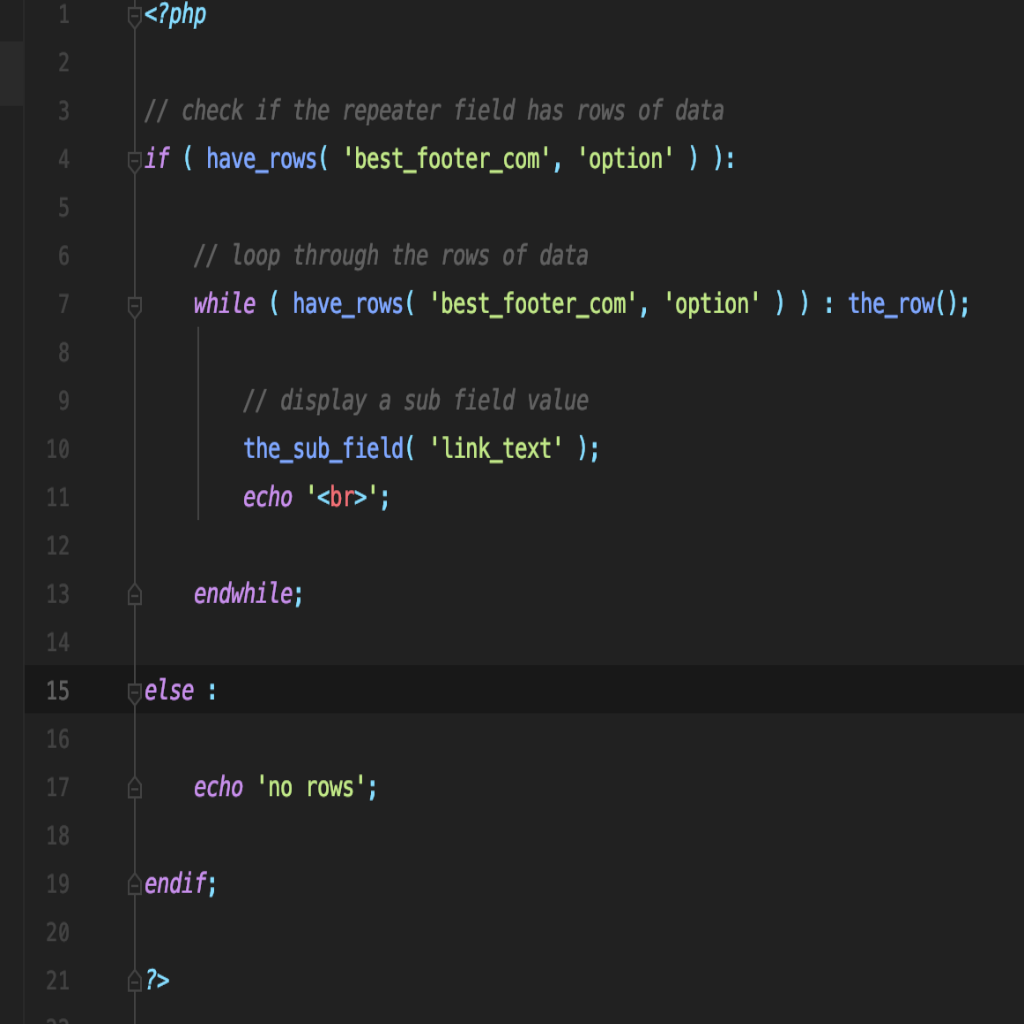 1 <?php
2
3 // check if the repeater field has rows of data
4 if ( have_rows( 'best_footer_com', 'option' ) ):
5
6 // loop through the rows of data
7 while ( have_rows( 'best_footer_com', 'option' ) ) : the_row();
8
9 // display a sub field value
10 the_sub_field( 'link_text' );
11 echo '<br>';
12
13 endwhile;
14
15 else :
16
17 echo 'no rows';
18
19 endif;
20
21 ?>